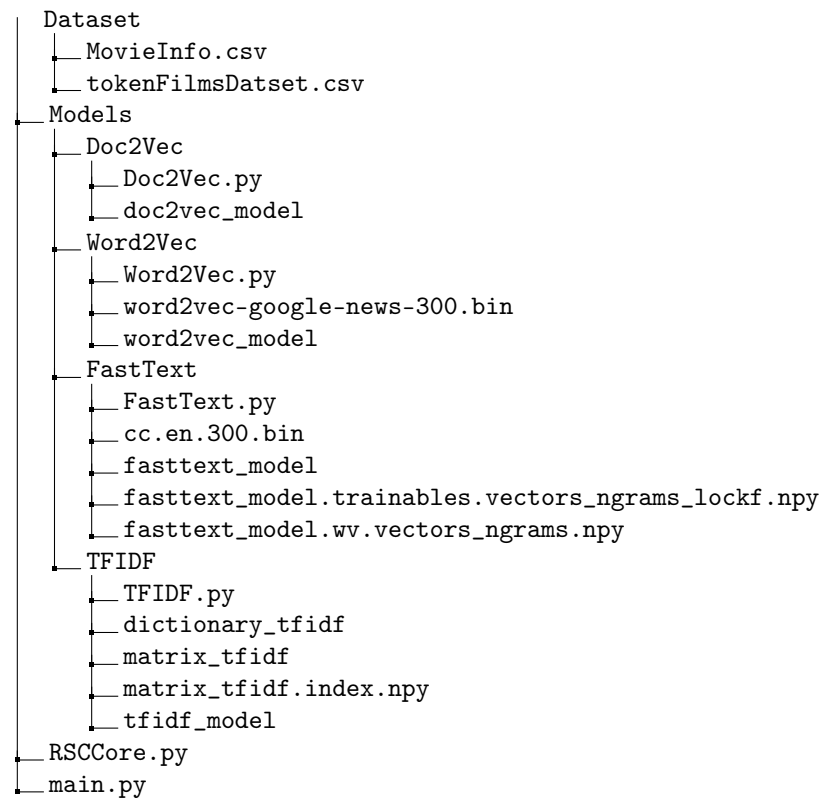 Dataset
MovieInfo.csv
tokenFilmsDatset.csv
Models
Doc2Vec
Doc2Vec.py
doc2vec_model
Word2Vec
Word2Vec.py
word2vec-google-news-300.bin
word2vec_model
FastText
FastText.py
cc.en.300.bin
fasttext_model
fasttext_model.trainables.vectors_ngrams_lockf.npy
fasttext_model.wv.vectors_ngrams.npy
TFIDF
TFIDF.py
dictionary_tfidf
matrix_tfidf
matrix_tfidf.index.npy
tfidf_model
RSCCore.py
main.py